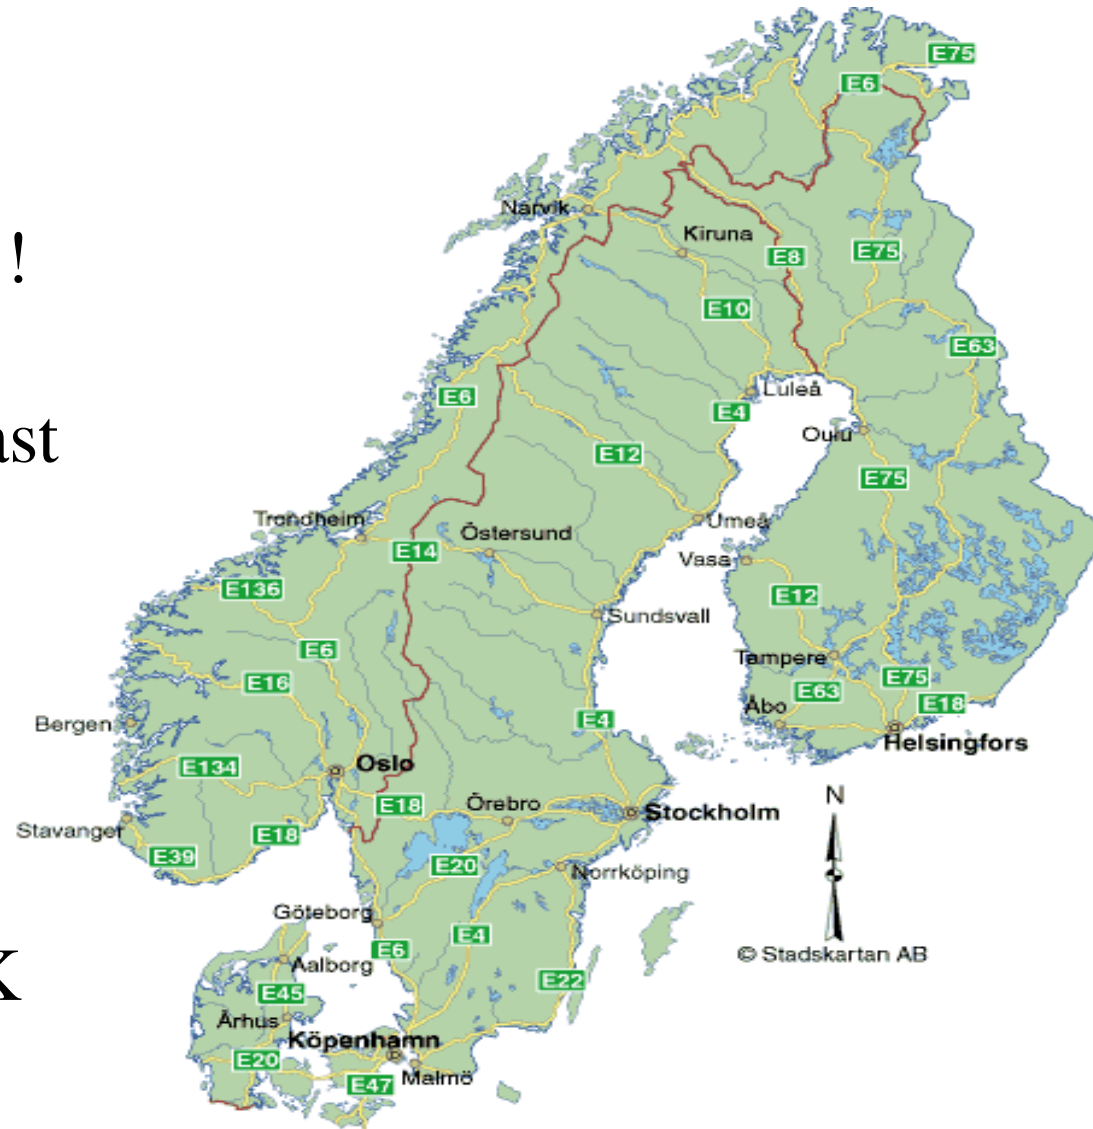 E75
E6
Narvik
!
Kiruna
E75
E8
E10
E63
E6
Luleå
E4
ast
Oulu
E12
E75
Trondheim
Umeå
Östersund
E14
Vasa
E136
E12
Sundsvall
E6
Tampere
E16
E75
E63
E18
Åbo
Bergen
E4
Helsingfors
Oslo
E134
N
E18
Örebro
Stockholm
Stavanger
E18
E39
E20
Norrköping
Göteborg
E4
E6
© Stadskartan AB
Aalborg
K
E22
E45
Århus
Köpenhamn
E20
Malmö
E47